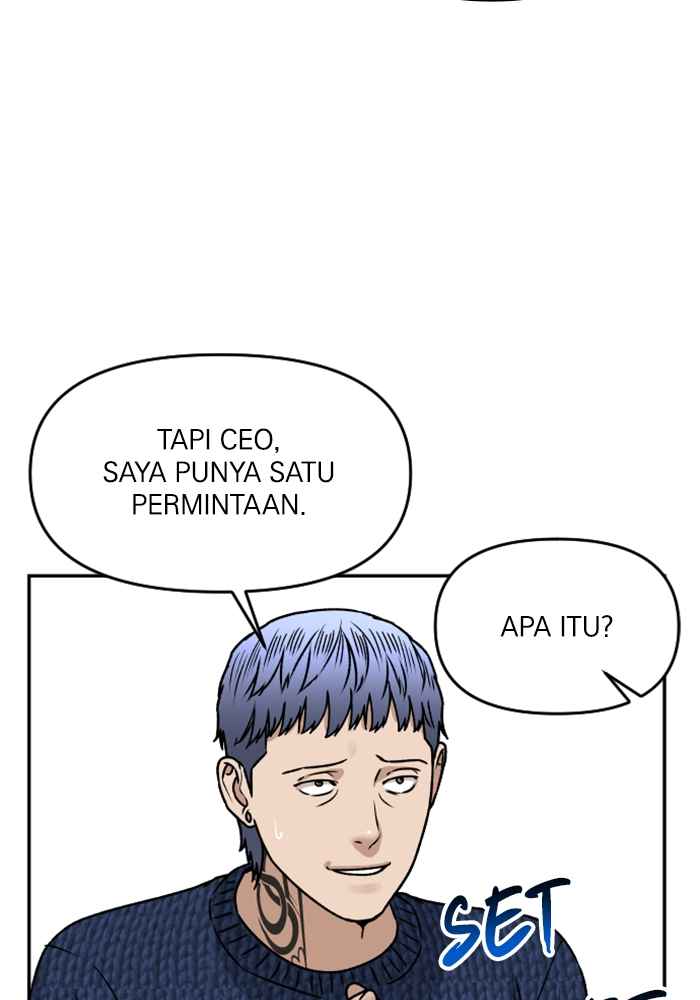 TAPI CEO,
SAYA PUNYA SATU
PERMINTAAN.
APA ITU?
SET